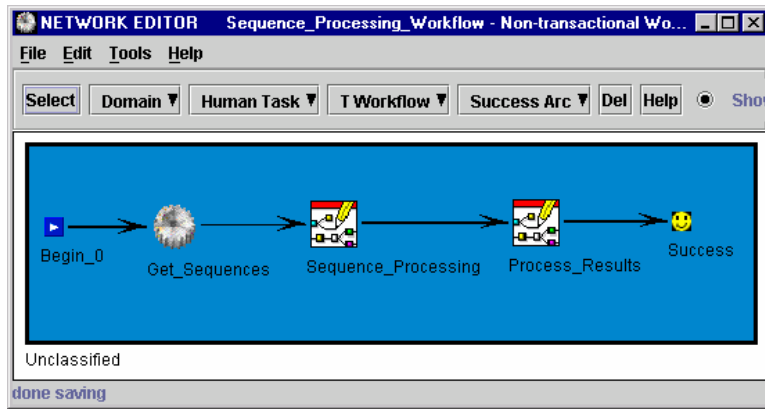 NETWORK EDITOR Sequence_Processing_Workflow - Non-transactional Wo...
File Edit Tools Help
Select Domain Human Task T Workflow Success Arc Del Help Sho
Begin_0 Get_Sequences Sequence_Processing Process_Results Success
Unclassified
done saving